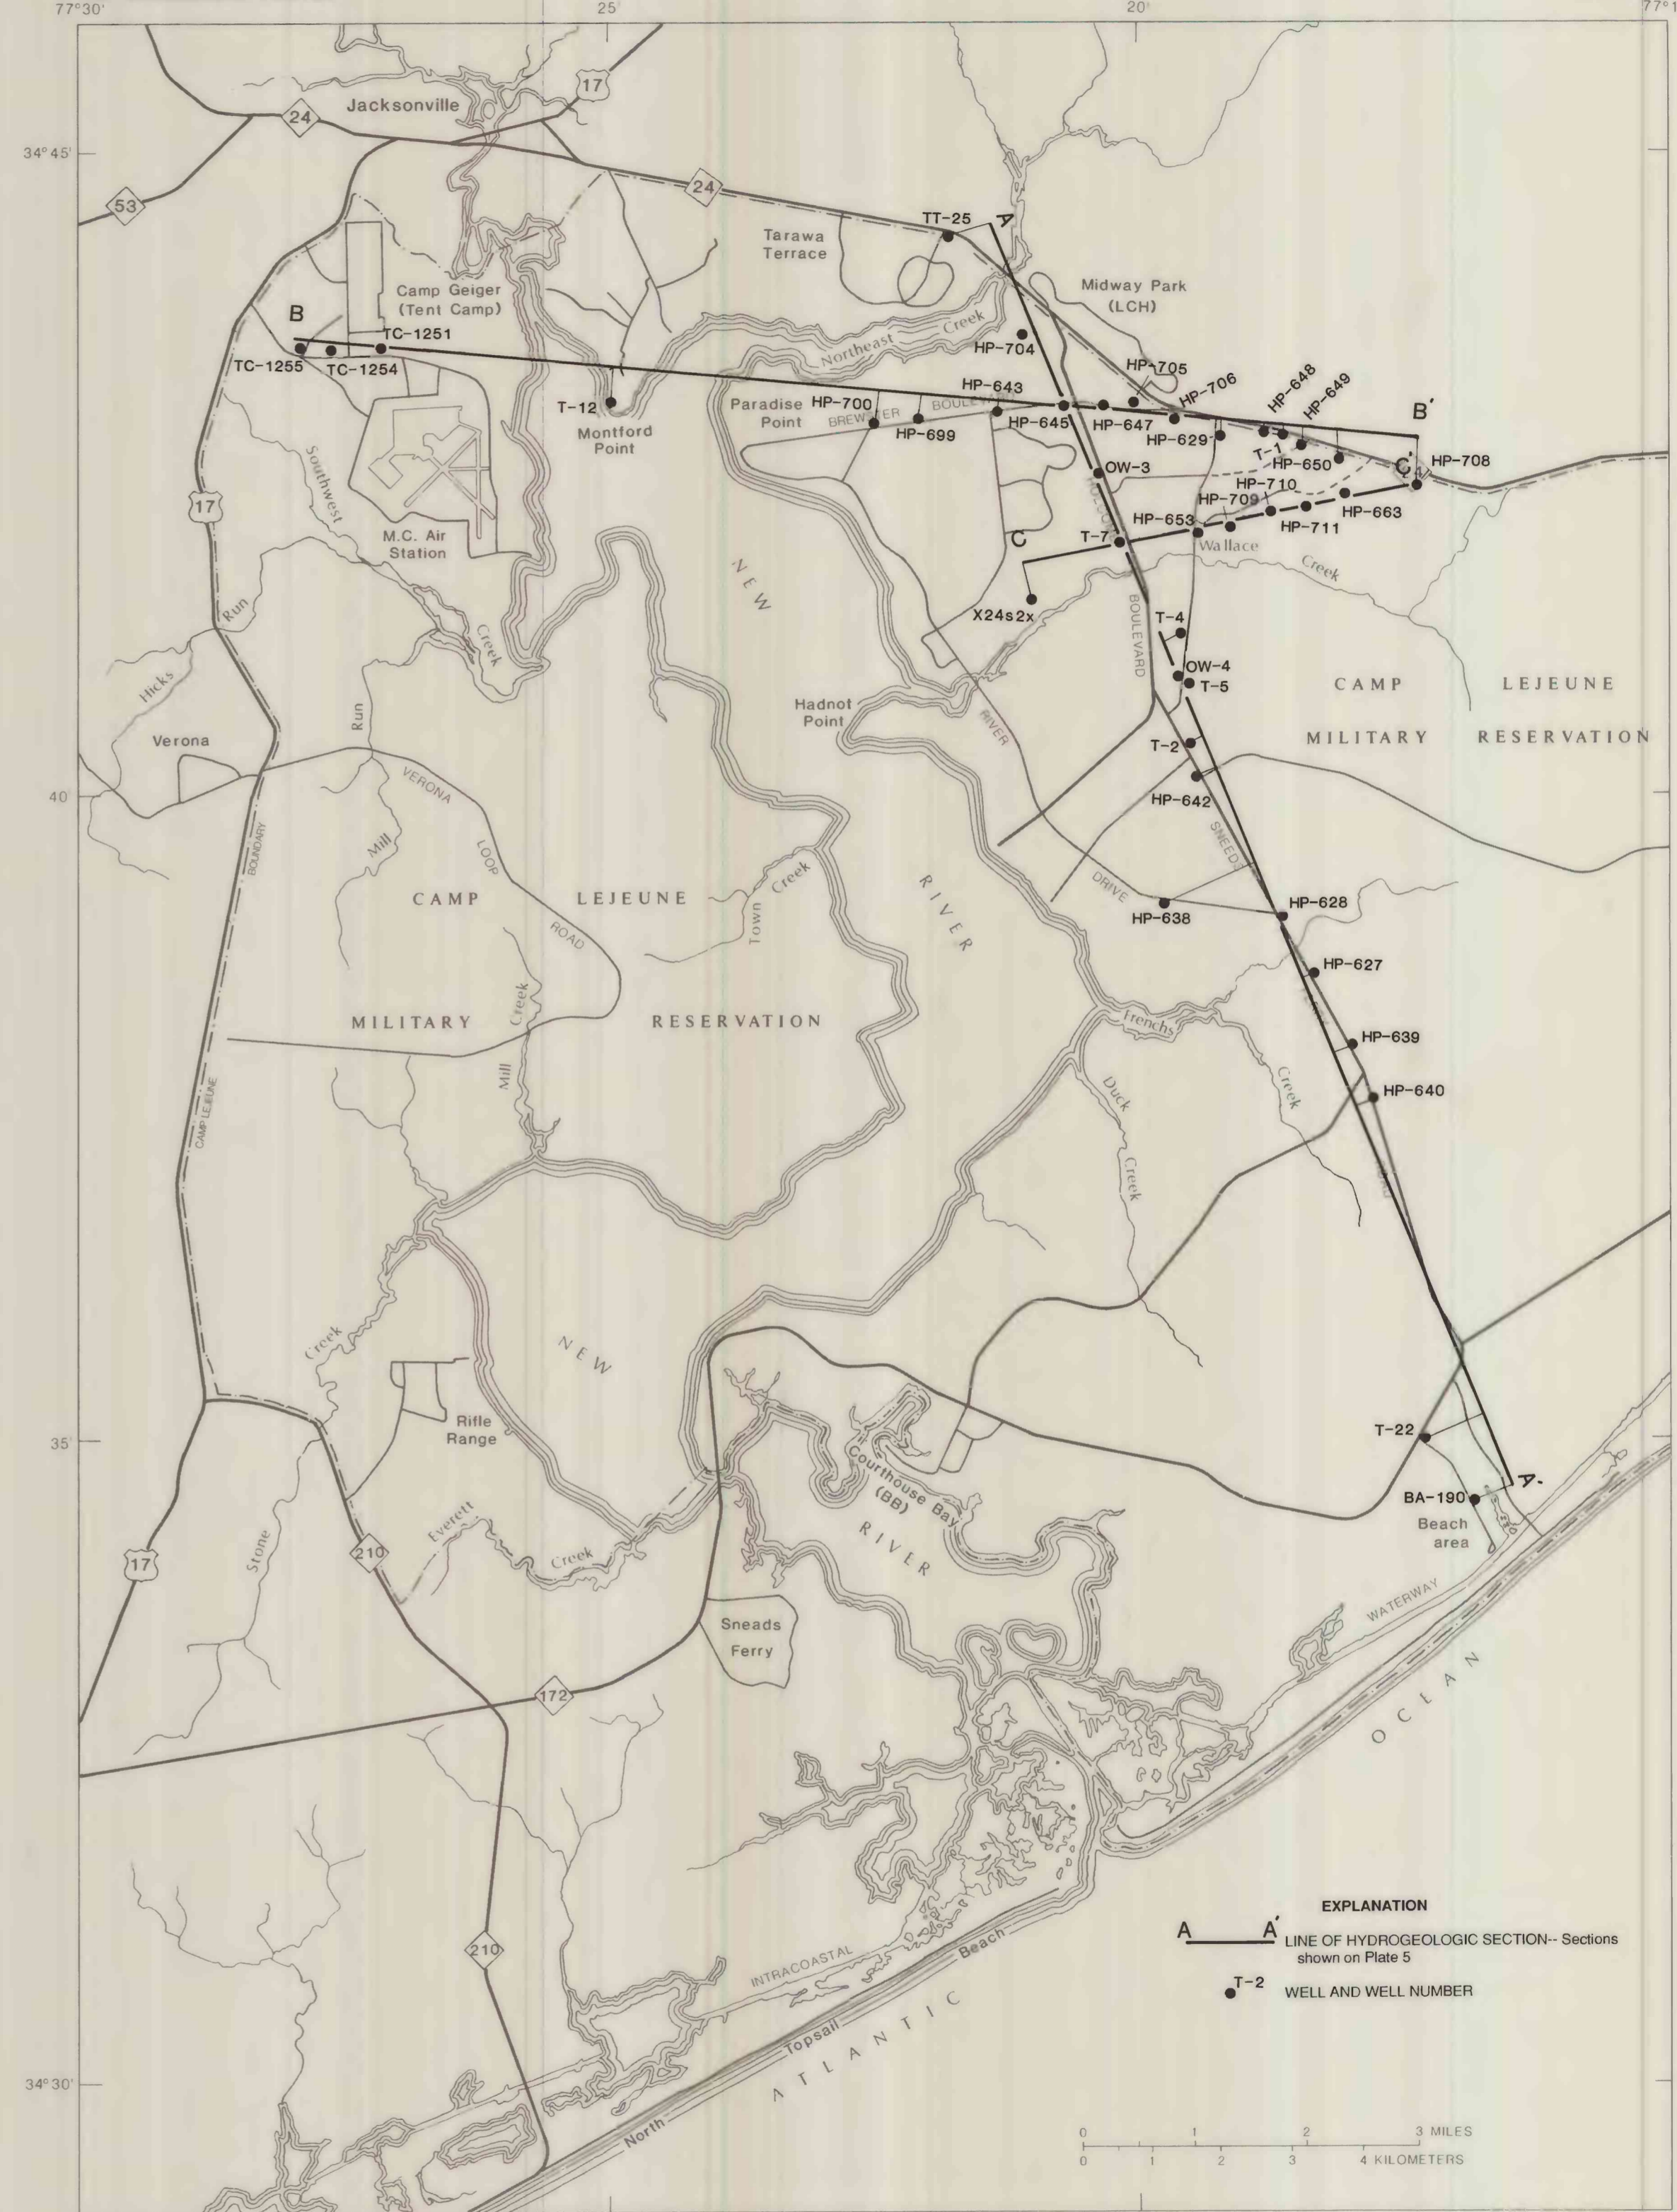 77°30'
25'
20'
77°1
34°45'
40'
35'
34°30'
Jacksonville
17
24
53
24
TT-25
A
Tarawa
Terrace
Midway Park
(LCH)
Camp Geiger
(Tent Camp)
B
TC-1251
TC-1255
TC-1254
Northeast
Creek
HP-704
HP-705
HP-643
HP-706
HP-648
HP-649
B'
T-12
Montford
Point
Paradise
Point
HP-700
BREWSTER
BOULEVARD
HP-699
HP-645
HP-647
HP-629
T-1
HP-650
C'
HP-708
OW-3
HP-710
HP-709
HP-663
HP-711
HP-653
T-7
C
Wallace
Creek
X24s2x
Southwest
Creek
M.C. Air
Station
17
NEW
BOULEVARD
T-4
OW-4
T-5
Hicks
Run
Verona
Run
Mill
VERONA
LOOP
ROAD
Hadnot
Point
RIVER
DRIVE
T-2
HP-642
SNEEDS
CAMP LEJEUNE
MILITARY RESERVATION
BOUNDARY
CAMP LEJEUNE
CAMP LEJEUNE
MILITARY RESERVATION
Town
Creek
RIVER
HP-638
HP-628
HP-627
HP-639
HP-640
ROAD
Frenchs
Creek
Duck
Creek
Mill
Creek
NEW
Creek
Rifle
Range
Stone
210
17
Everett
Creek
Courthouse Bay
(BB)
RIVER
T-22
A'
BA-190
Beach
area
Sneads
Ferry
172
WATERWAY
OCEAN
210
INTRACOASTAL
North
Topsail
Beach
ATLANTIC
EXPLANATION
A A' LINE OF HYDROGEOLOGIC SECTION-- Sections
shown on Plate 5
T-2 WELL AND WELL NUMBER
0 1 2 3 MILES
0 1 2 3 4 KILOMETERS